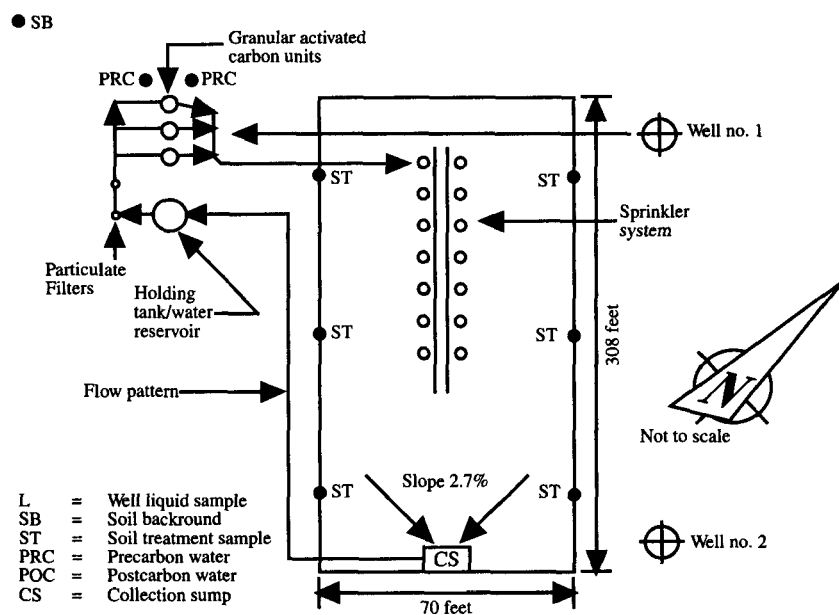 SB
Granular activated
carbon units
PRC
PRC
Well no. 1
ST
ST
Sprinkler
system
Particulate
Filters
Holding
tank/water
reservoir
ST
ST
308 feet
N
Flow pattern
Not to scale
Slope 2.7%
ST
ST
L = Well liquid sample
SB = Soil backround
ST = Soil treatment sample
PRC = Precarbon water
POC = Postcarbon water
CS = Collection sump
CS
Well no. 2
70 feet